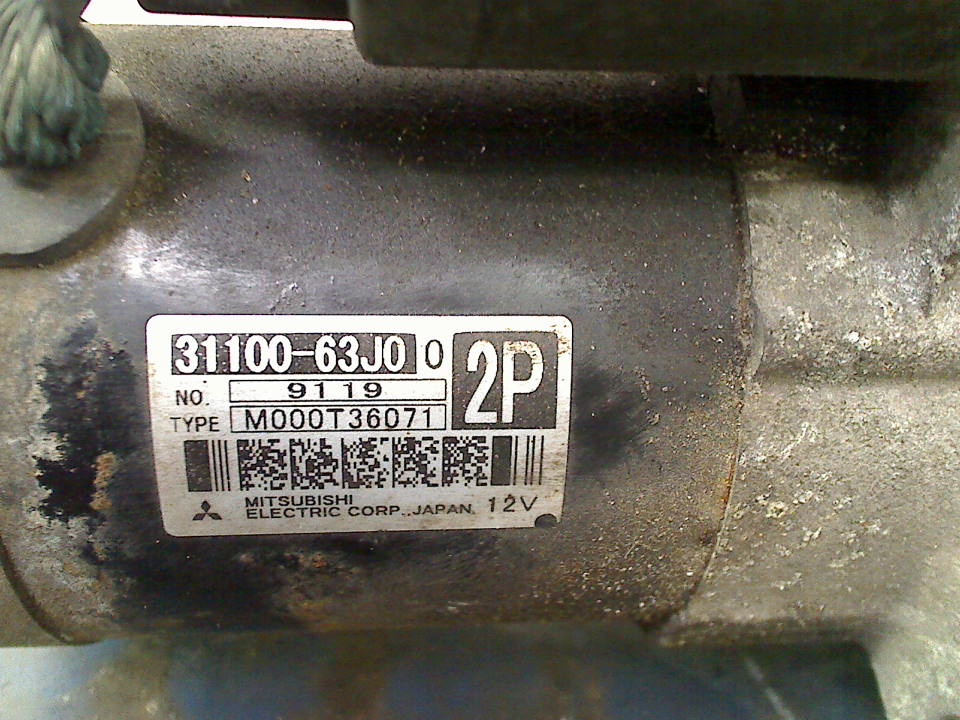 31100-63J0 0
2P
NO. 9119
TYPE M000T36071
MITSUBISHI
ELECTRIC CORP., JAPAN. 12V